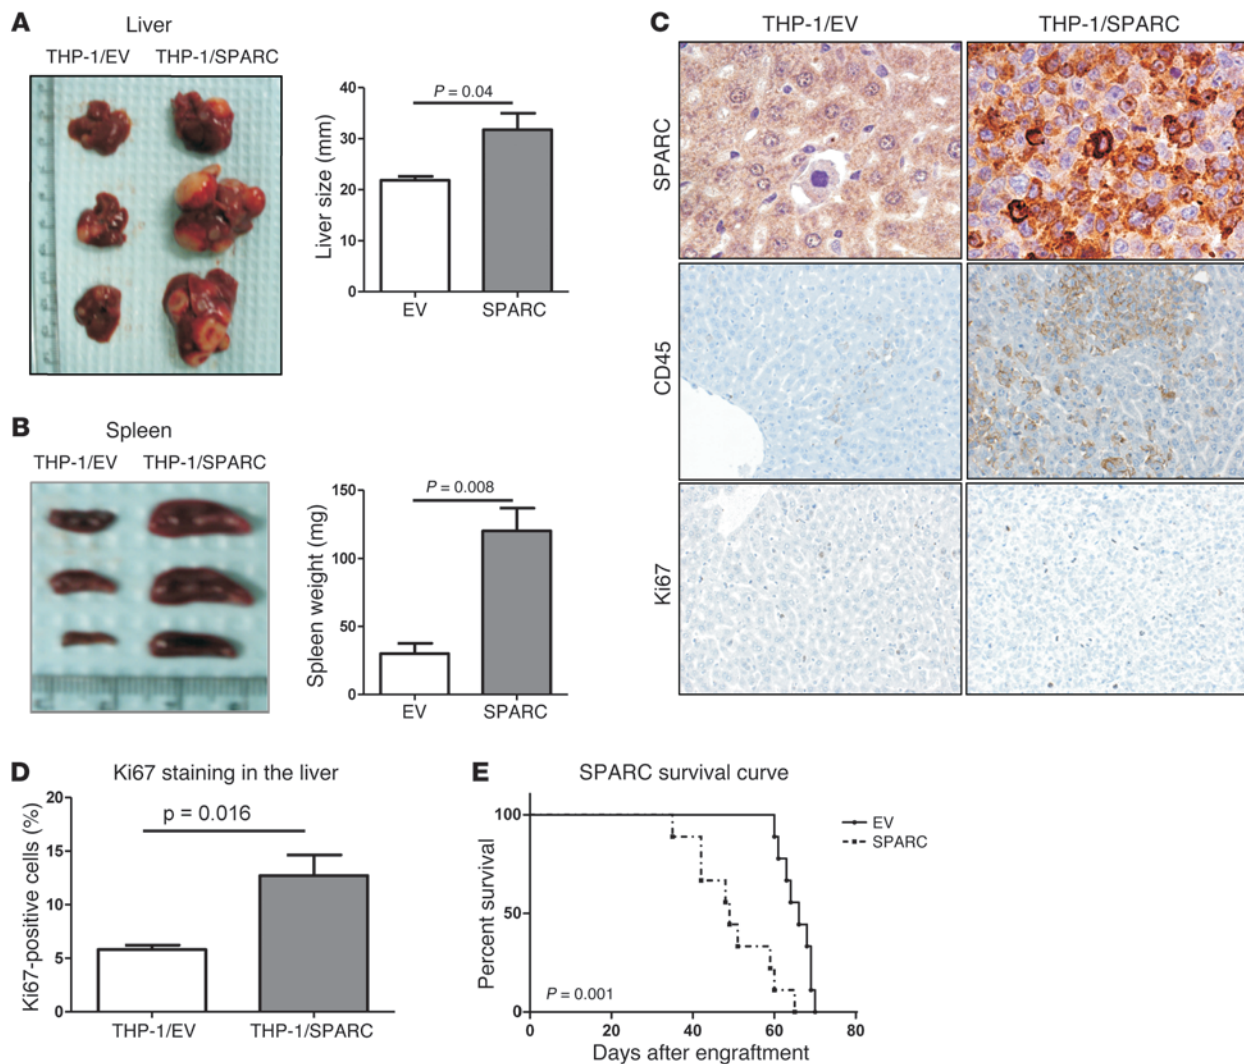 A
Liver
THP-1/EV THP-1/SPARC
40
30
20
10
0
Liver size (mm)
P = 0.04
EV SPARC
B
Spleen
THP-1/EV THP-1/SPARC
150
100
50
0
Spleen weight (mg)
P = 0.008
EV SPARC
C
THP-1/EV THP-1/SPARC
SPARC
CD45
Ki67
D
Ki67 staining in the liver
20
15
10
5
0
Ki67-positive cells (%)
p = 0.016
THP-1/EV THP-1/SPARC
E
SPARC survival curve
100
50
0
Percent survival
EV
SPARC
P = 0.001
0 20 40 60 80
Days after engraftment